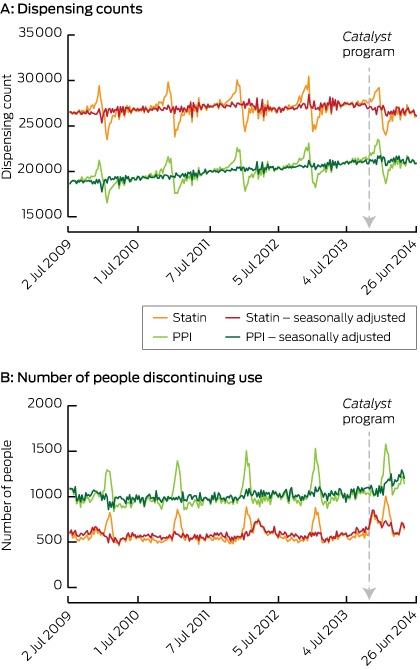 A: Dispensing counts
Catalyst
program
Dispensing count
35000
30000
25000
20000
15000
2 Jul 2009
1 Jul 2010
7 Jul 2011
5 Jul 2012
4 Jul 2013
26 Jun 2014
Statin
Statin – seasonally adjusted
PPI
PPI – seasonally adjusted
B: Number of people discontinuing use
Catalyst
program
Number of people
2000
1500
1000
500
0
2 Jul 2009
1 Jul 2010
7 Jul 2011
5 Jul 2012
4 Jul 2013
26 Jun 2014